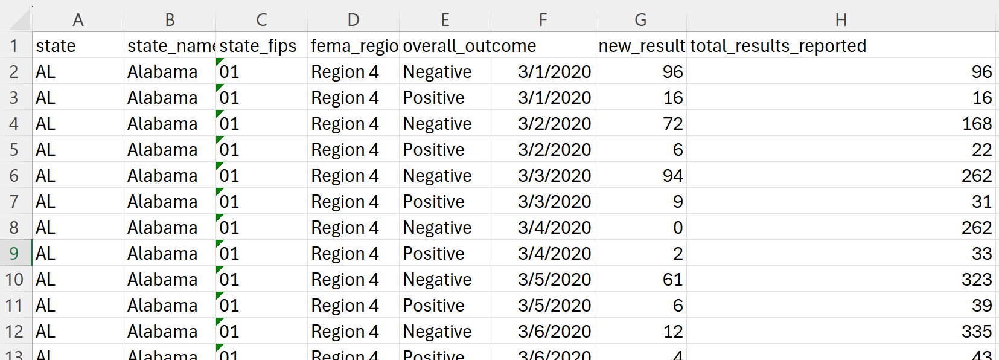 A B C D E F G H
1 state state_name state_fips fema_regio overall_outcome new_result total_results_reported
2 AL Alabama 01 Region 4 Negative 3/1/2020 96 96
3 AL Alabama 01 Region 4 Positive 3/1/2020 16 16
4 AL Alabama 01 Region 4 Negative 3/2/2020 72 168
5 AL Alabama 01 Region 4 Positive 3/2/2020 6 22
6 AL Alabama 01 Region 4 Negative 3/3/2020 94 262
7 AL Alabama 01 Region 4 Positive 3/3/2020 9 31
8 AL Alabama 01 Region 4 Negative 3/4/2020 0 262
9 AL Alabama 01 Region 4 Positive 3/4/2020 2 33
10 AL Alabama 01 Region 4 Negative 3/5/2020 61 323
11 AL Alabama 01 Region 4 Positive 3/5/2020 6 39
12 AL Alabama 01 Region 4 Negative 3/6/2020 12 335
13 AL Alabama 01 Region 4 Positive 3/6/2020 4 43